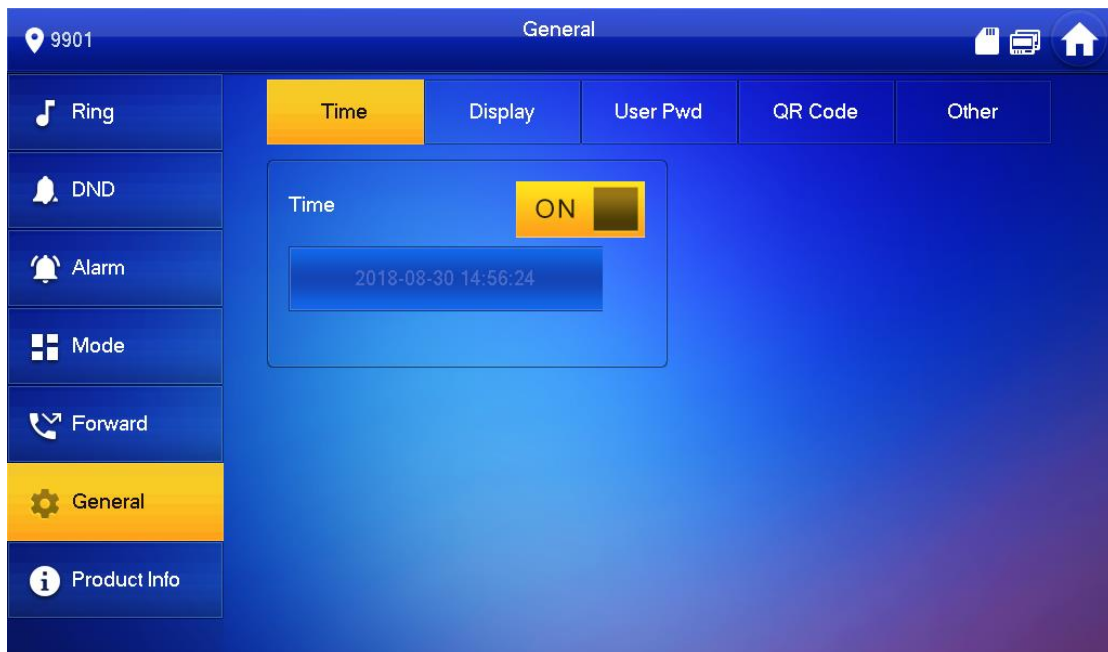 9901
General
Ring
DND
Alarm
Mode
Forward
General
Product Info
Time
Display
User Pwd
QR Code
Other
Time
ON
2018-08-30 14:56:24